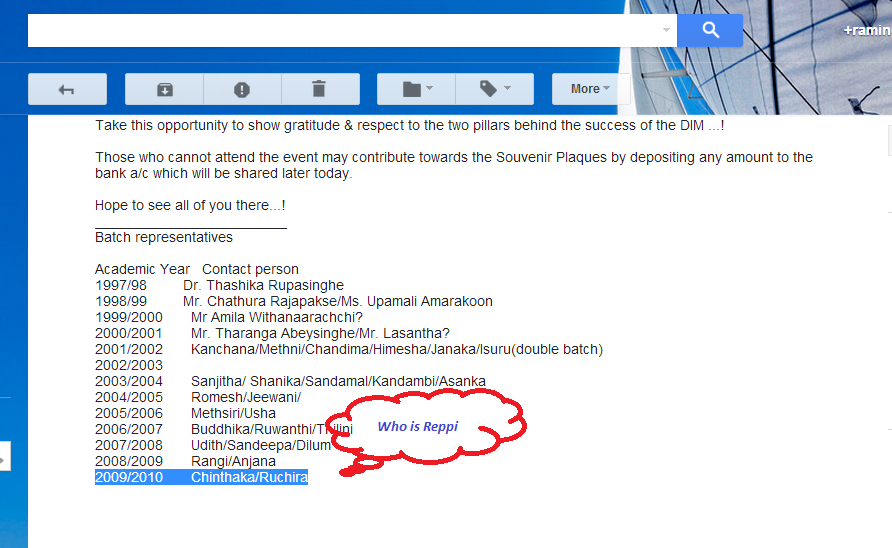 +ramin
More
Take this opportunity to show gratitude & respect to the two pillars behind the success of the DIM ...!
Those who cannot attend the event may contribute towards the Souvenir Plaques by depositing any amount to the
bank a/c which will be shared later today.
Hope to see all of you there...!
________________________
Batch representatives
Academic Year Contact person
1997/98 Dr. Thashika Rupasinghe
1998/99 Mr. Chathura Rajapakse/Ms. Upamali Amarakoon
1999/2000 Mr Amila Withanaarachchi?
2000/2001 Mr. Tharanga Abeysinghe/Mr. Lasantha?
2001/2002 Kanchana/Methni/Chandima/Himesha/Janaka/Isuru(double batch)
2002/2003
2003/2004 Sanjitha/ Shanika/Sandamal/Kandambi/Asanka
2004/2005 Romesh/Jeewani/
2005/2006 Methsiri/Usha
2006/2007 Buddhika/Ruwanthi/Thilini
Who is Reppi
2007/2008 Udith/Sandeepa/Dilum
2008/2009 Rangi/Anjana
2009/2010 Chinthaka/Ruchira